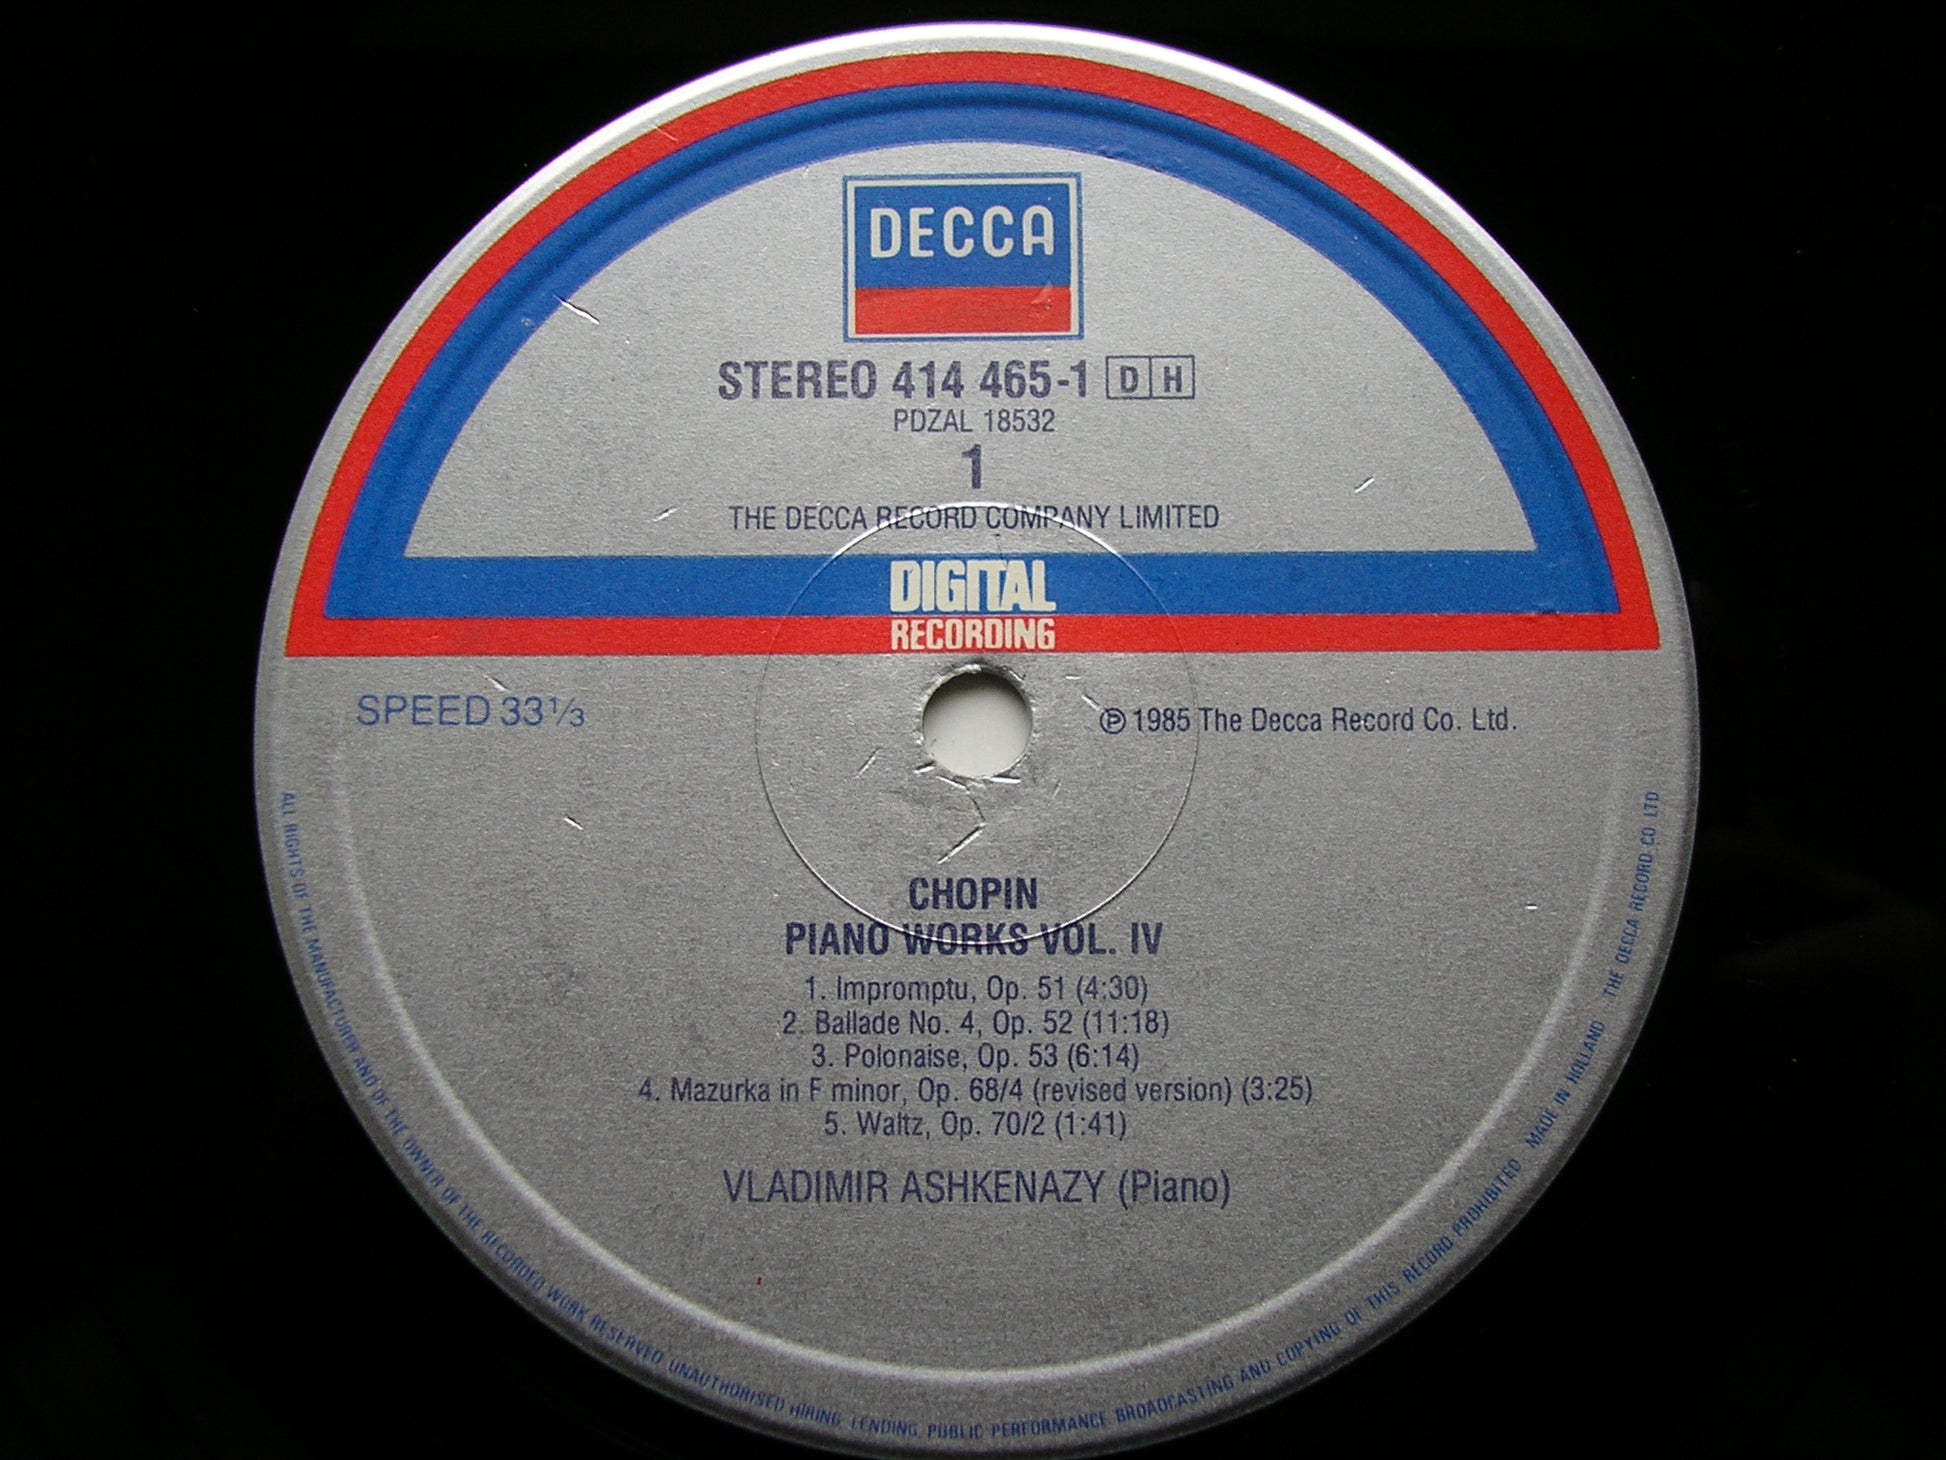 DECCA
STEREO 414 465-1 D H
PDZAL 18532
1
THE DECCA RECORD COMPANY LIMITED
DIGITAL
RECORDING
SPEED 33⅓
℗ 1985 The Decca Record Co. Ltd.
CHOPIN
PIANO WORKS VOL. IV
1. Impromptu, Op. 51 (4:30)
2. Ballade No. 4, Op. 52 (11:18)
3. Polonaise, Op. 53 (6:14)
4. Mazurka in F minor, Op. 68/4 (revised version) (3:25)
5. Waltz, Op. 70/2 (1:41)
VLADIMIR ASHKENAZY (Piano)
ALL RIGHTS OF THE MANUFACTURER AND OF THE OWNER OF THE RECORDED WORK RESERVED UNAUTHORISED HIRING, LENDING, PUBLIC PERFORMANCE BROADCASTING AND COPYING OF THIS RECORD PROHIBITED MADE IN HOLLAND THE DECCA RECORD CO LTD